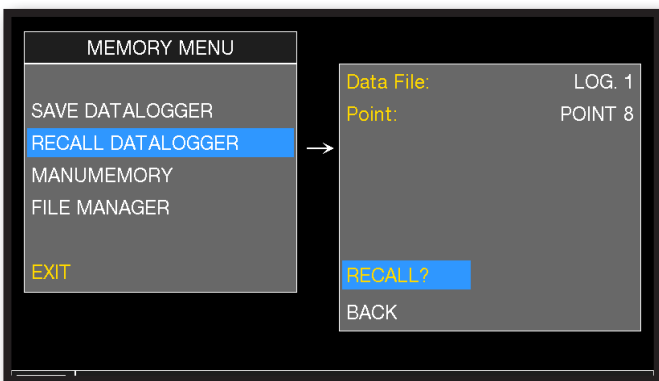 MEMORY MENU
SAVE DATALOGGER
RECALL DATALOGGER
MANUMEMORY
FILE MANAGER
EXIT
Data File: LOG. 1
Point: POINT 8
RECALL?
BACK